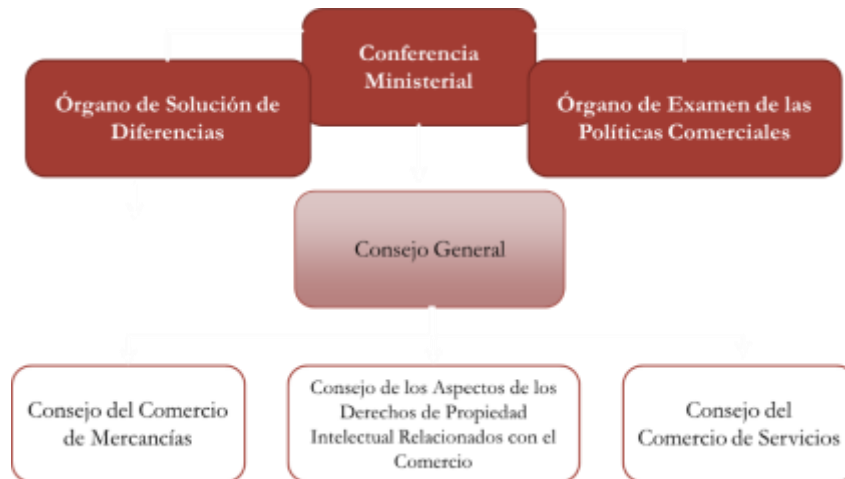 Conferencia
Ministerial
Órgano de Solución de
Diferencias
Órgano de Examen de las
Políticas Comerciales
Consejo General
Consejo del Comercio
de Mercancías
Consejo de los Aspectos de los
Derechos de Propiedad
Intelectual Relacionados con el
Comercio
Consejo del
Comercio de Servicios